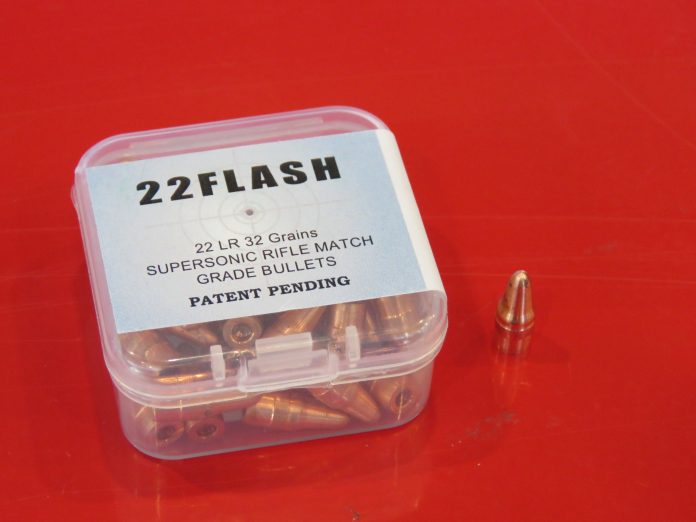 22FLASH
22 LR 32 Grains
SUPERSONIC RIFLE MATCH
GRADE BULLETS
PATENT PENDING